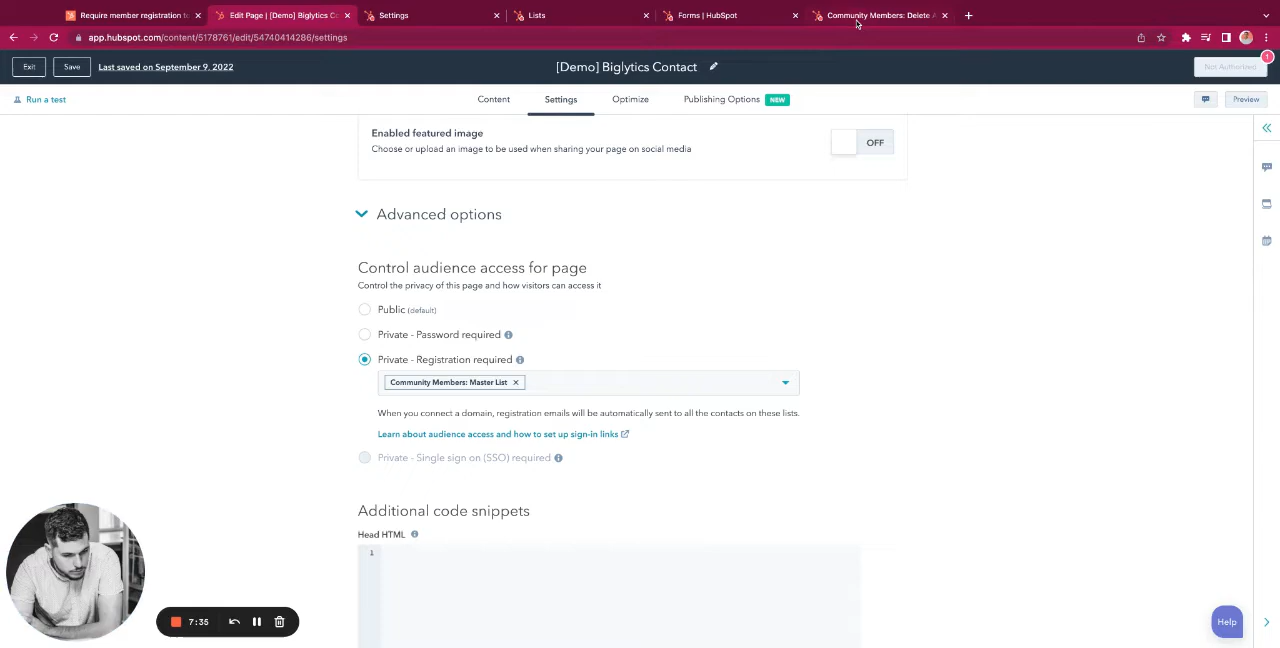 Require member registration to
Edit Page | [Demo] Biglytics Co
Settings
Lists
Forms | HubSpot
Community Members: Delete A
app.hubspot.com/content/5178761/edit/54740414286/settings
Exit
Save
Last saved on September 9, 2022
[Demo] Biglytics Contact
Not Authorized
1
Run a test
Content
Settings
Optimize
Publishing Options NEW
Preview
Enabled featured image
Choose or upload an image to be used when sharing your page on social media
OFF
Advanced options
Control audience access for page
Control the privacy of this page and how visitors can access it
Public (default)
Private - Password required
Private - Registration required
Community Members: Master List
When you connect a domain, registration emails will be automatically sent to all the contacts on these lists.
Learn about audience access and how to set up sign-in links
Private - Single sign on (SSO) required
Additional code snippets
Head HTML
1
7:35
Help